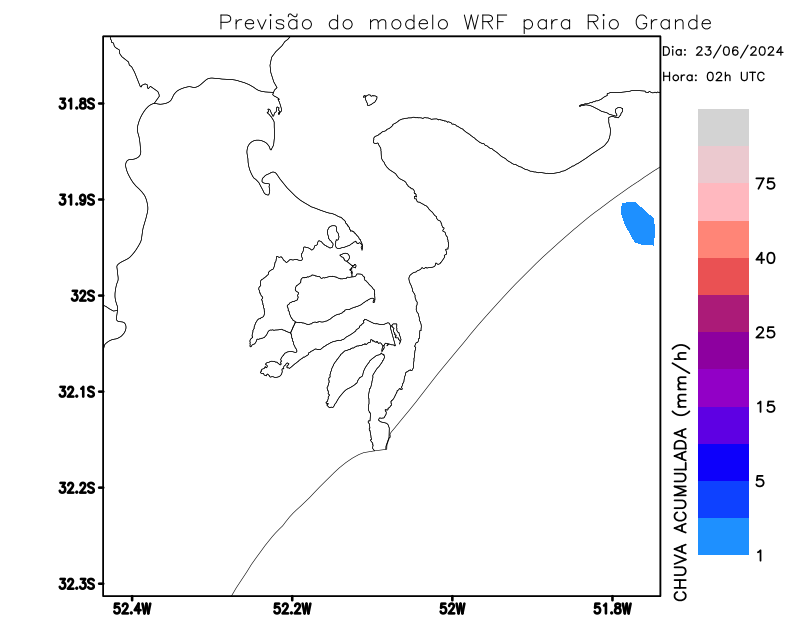 Previsão do modelo WRF para Rio Grande
Dia: 23/06/2024
Hora: 02h UTC
31.8S
31.9S
32S
32.1S
32.2S
32.3S
52.4W
52.2W
52W
51.8W
75
40
25
15
5
1
CHUVA ACUMULADA (mm/h)